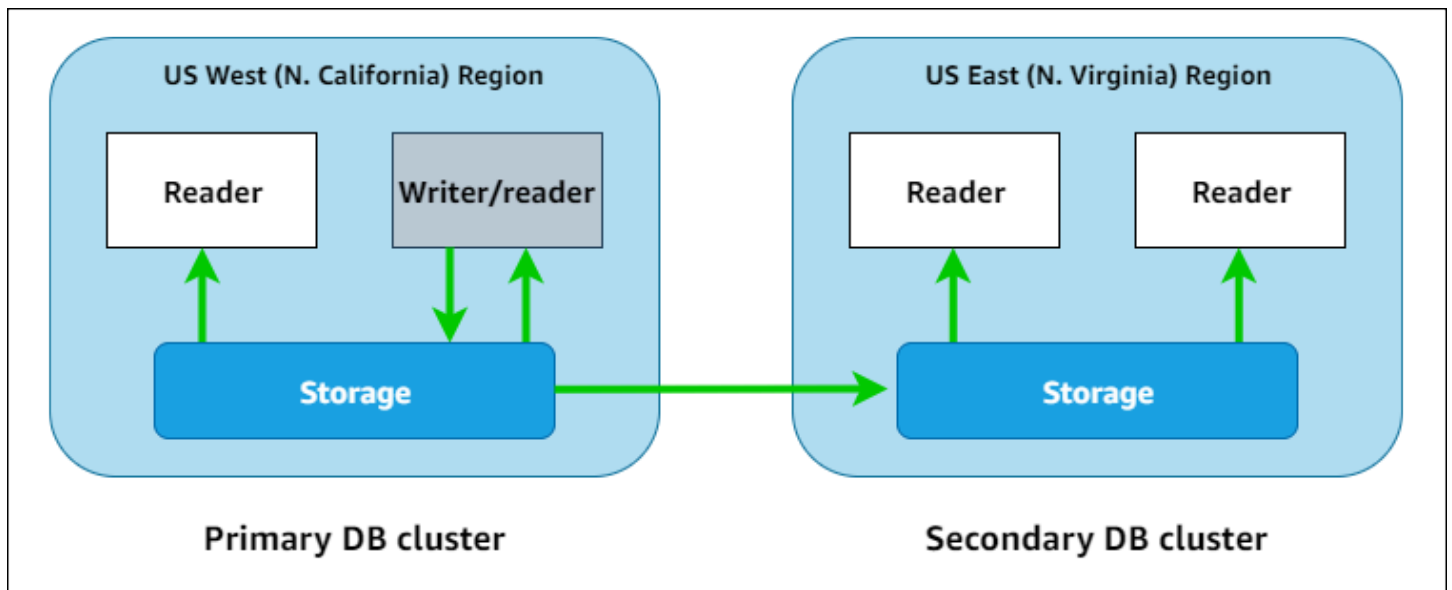 US West (N. California) Region
US East (N. Virginia) Region
Reader
Writer/reader
Reader
Reader
Storage
Storage
Primary DB cluster
Secondary DB cluster